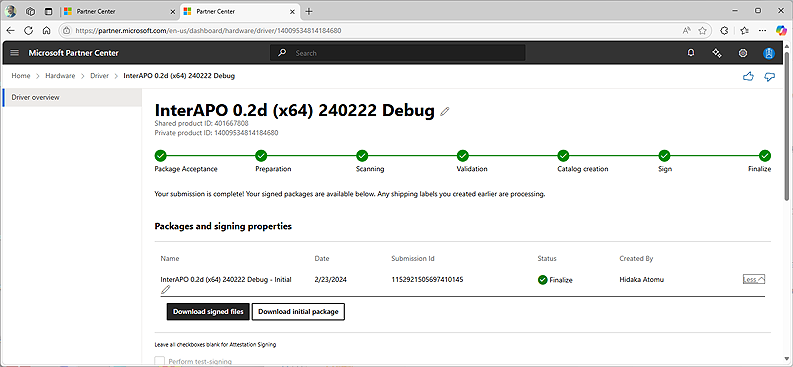 Partner Center
Partner Center
https://partner.microsoft.com/en-us/dashboard/hardware/driver/14009534814184680
Microsoft Partner Center
Search
Home > Hardware > Driver > InterAPO 0.2d (x64) 240222 Debug
Driver overview
InterAPO 0.2d (x64) 240222 Debug
Shared product ID: 401667808
Private product ID: 14009534814184680
Package Acceptance Preparation Scanning Validation Catalog creation Sign Finalize
Your submission is complete! Your signed packages are available below. Any shipping labels you created earlier are processing.
Packages and signing properties
Name Date Submission Id Status Created By
InterAPO 0.2d (x64) 240222 Debug - Initial 2/23/2024 1152921505697410145 Finalize Hidaka Atomu Less
Download signed files Download initial package
Leave all checkboxes blank for Attestation Signing
Perform test-signing